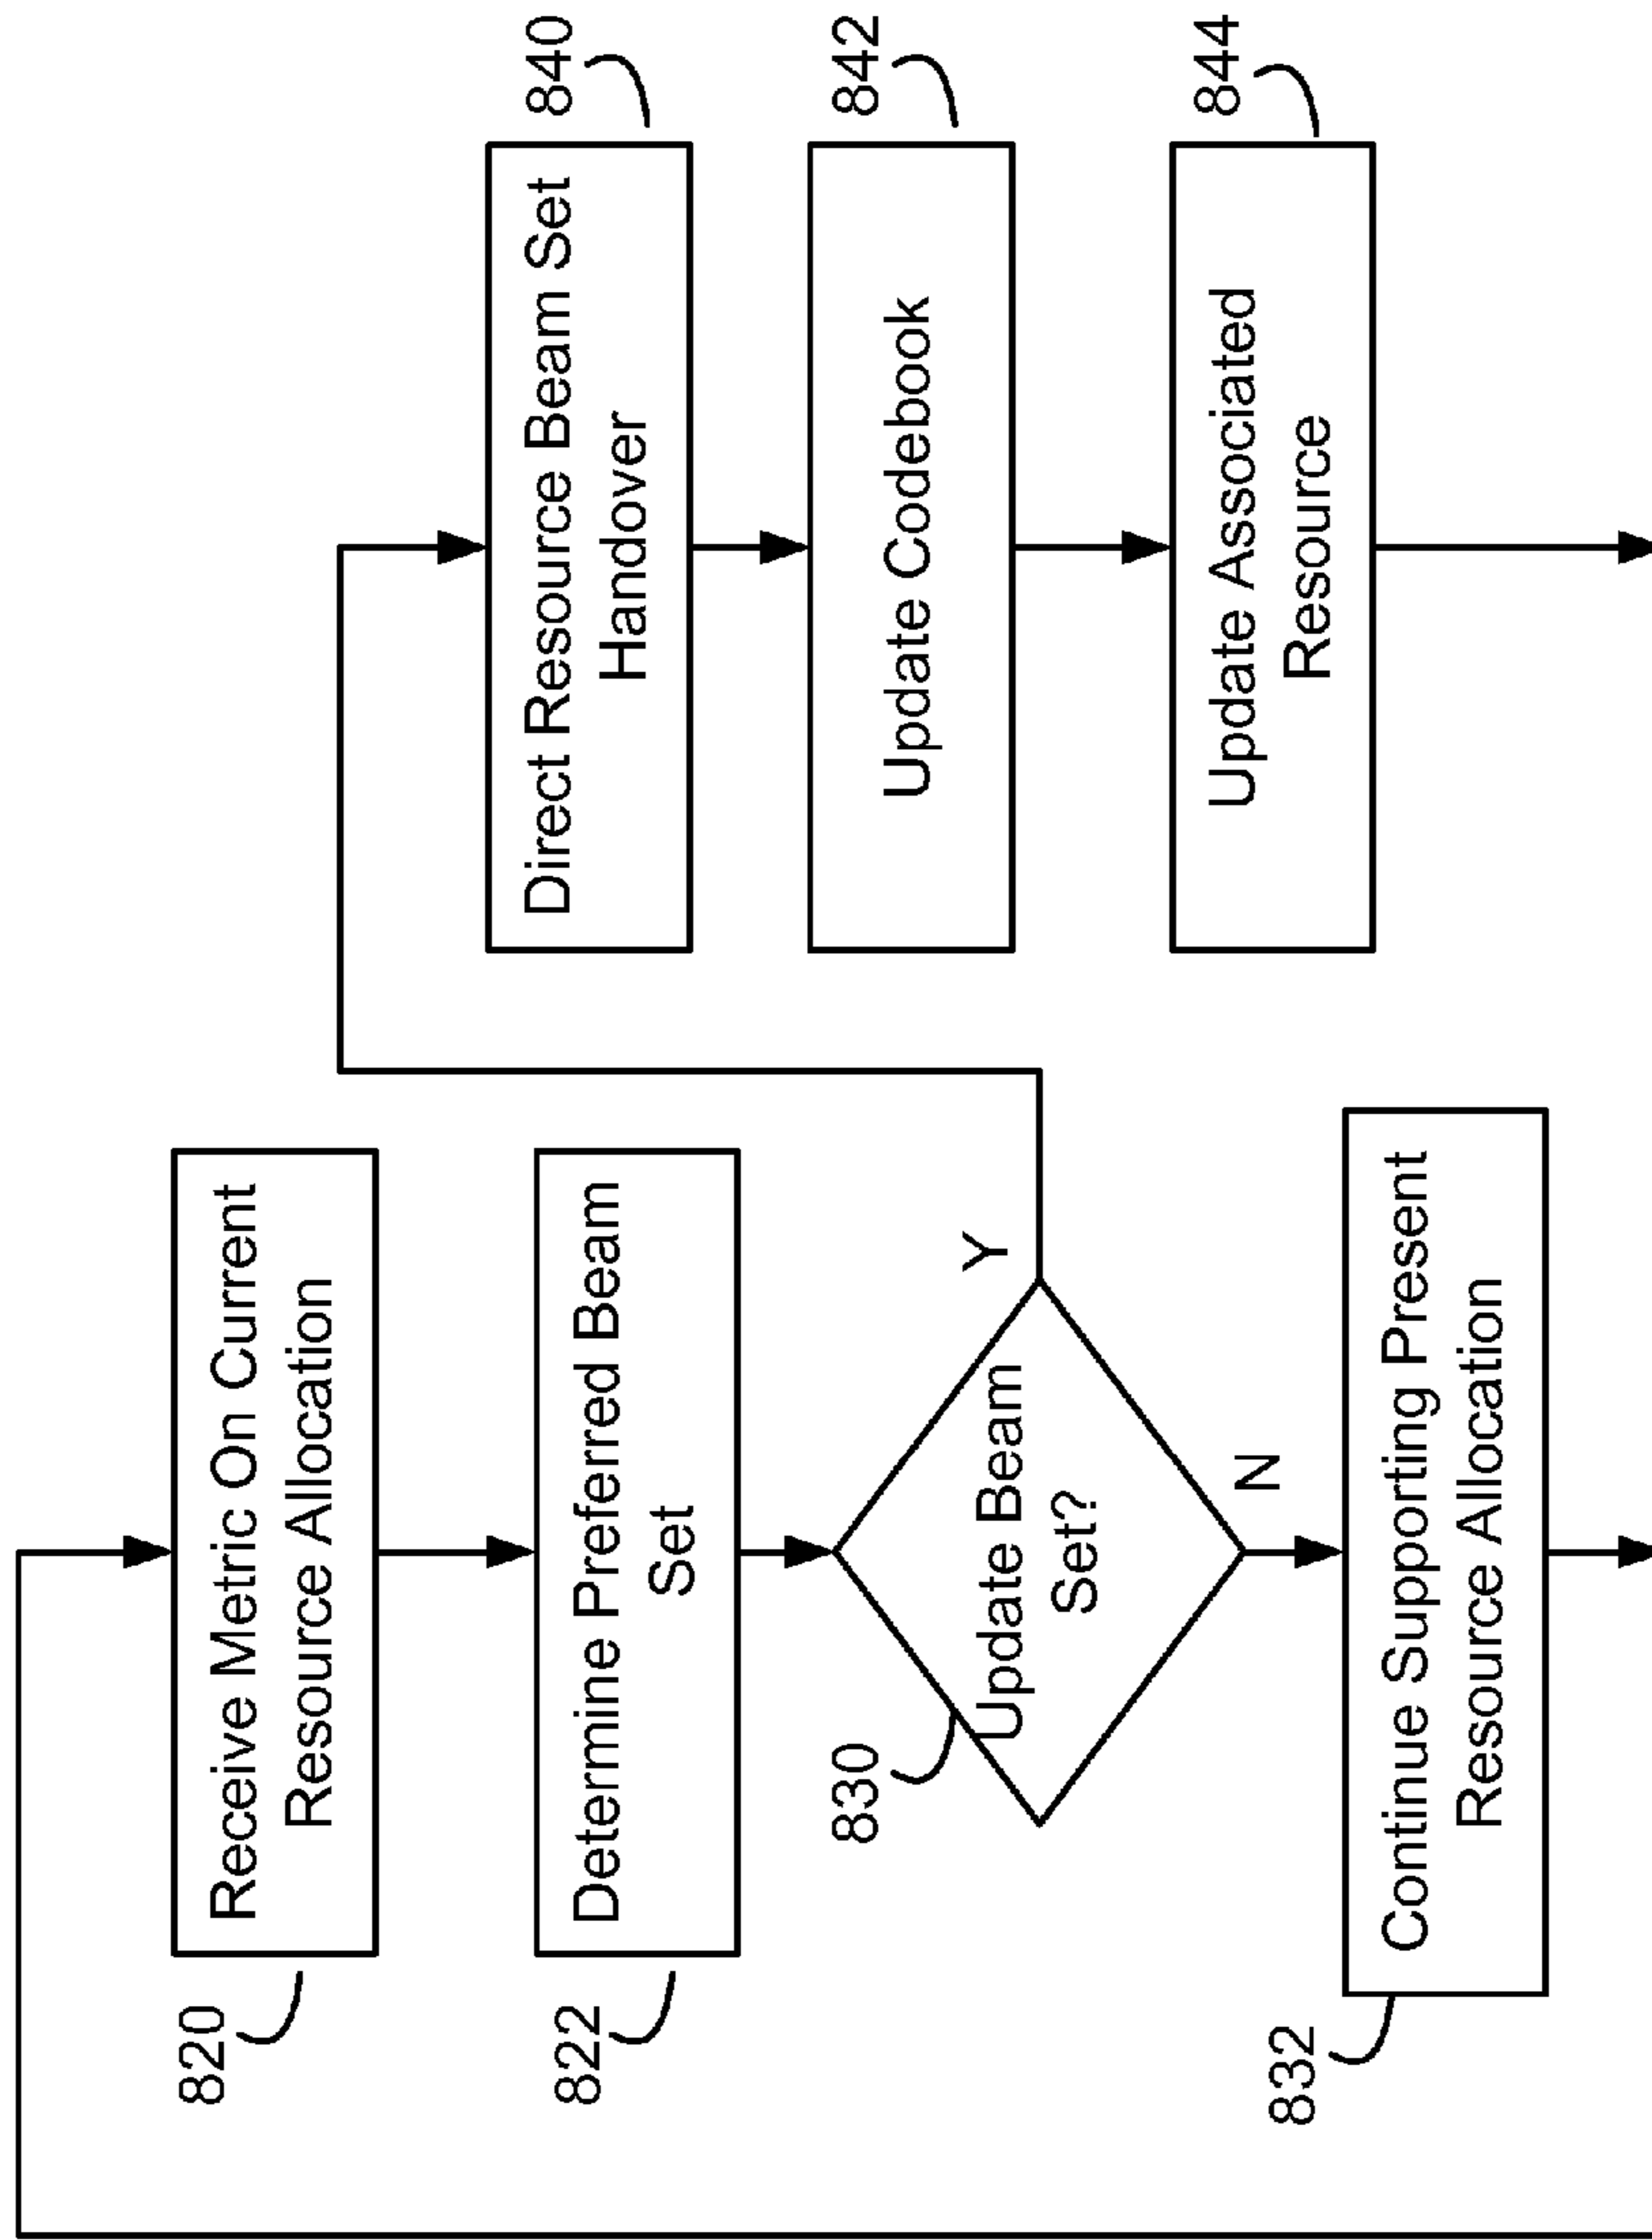 820
Receive Metric On Current
Resource Allocation
822
Determine Preferred Beam
Set
830
Update Beam
Set?
Y
N
832
Continue Supporting Present
Resource Allocation
840
Direct Resource Beam Set
Handover
842
Update Codebook
844
Update Associated
Resource